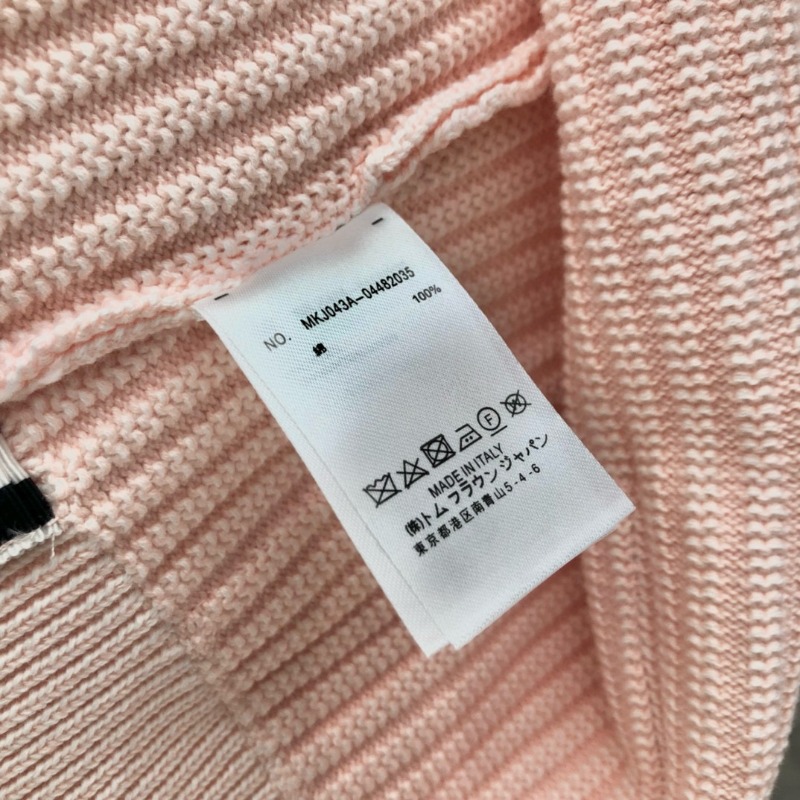 NO. MKJ043A-04482035
綿 100%
F W
MADE IN ITALY
(株)トム ブラウン ジャパン
東京都港区南青山5-4-6